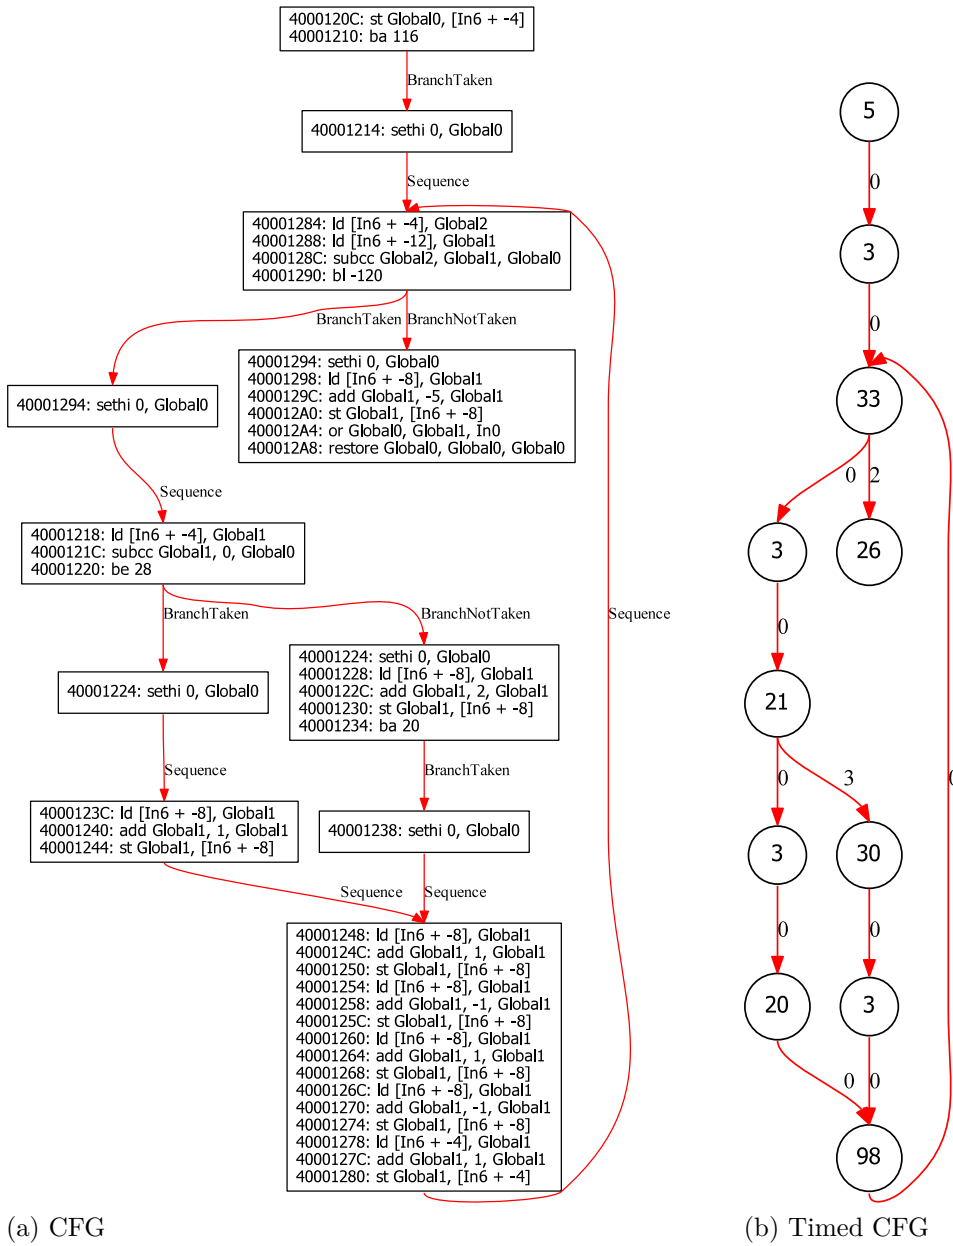 4000120C: st Global0, [In6 + -4]
40001210: ba 116
BranchTaken
40001214: sethi 0, Global0
Sequence
40001284: ld [In6 + -4], Global2
40001288: ld [In6 + -12], Global1
4000128C: subcc Global2, Global1, Global0
40001290: bl -120
BranchTaken
BranchNotTaken
40001294: sethi 0, Global0
40001298: ld [In6 + -8], Global1
4000129C: add Global1, -5, Global1
400012A0: st Global1, [In6 + -8]
400012A4: or Global0, Global1, In0
400012A8: restore Global0, Global0, Global0
40001294: sethi 0, Global0
Sequence
40001218: ld [In6 + -4], Global1
4000121C: subcc Global1, 0, Global0
40001220: be 28
BranchTaken
BranchNotTaken
Sequence
40001224: sethi 0, Global0
40001224: sethi 0, Global0
40001228: ld [In6 + -8], Global1
4000122C: add Global1, 2, Global1
40001230: st Global1, [In6 + -8]
40001234: ba 20
Sequence
BranchTaken
4000123C: ld [In6 + -8], Global1
40001240: add Global1, 1, Global1
40001244: st Global1, [In6 + -8]
40001238: sethi 0, Global0
Sequence
Sequence
40001248: ld [In6 + -8], Global1
4000124C: add Global1, 1, Global1
40001250: st Global1, [In6 + -8]
40001254: ld [In6 + -8], Global1
40001258: add Global1, -1, Global1
4000125C: st Global1, [In6 + -8]
40001260: ld [In6 + -8], Global1
40001264: add Global1, 1, Global1
40001268: st Global1, [In6 + -8]
4000126C: ld [In6 + -8], Global1
40001270: add Global1, -1, Global1
40001274: st Global1, [In6 + -8]
40001278: ld [In6 + -4], Global1
4000127C: add Global1, 1, Global1
40001280: st Global1, [In6 + -4]
(a) CFG
5
0
3
0
33
0
2
3
26
0
21
0
3
0
3
30
0
0
20
3
0
0
98
(b) Timed CFG